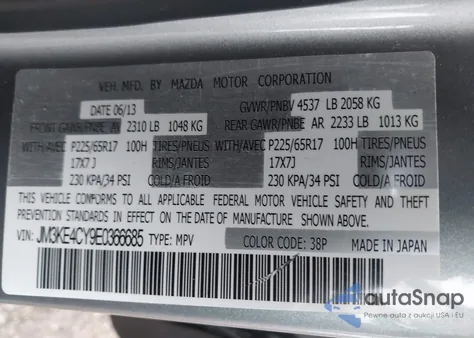 VEH. MFD. BY MAZDA MOTOR CORPORATION
DATE 06/13 GVWR/PNBV 4537 LB 2058 KG
FRONT GAWR/PNBE AV 2310 LB 1048 KG REAR GAWR/PNBE AR 2233 LB 1013 KG
WITH AVEC P225/65R17 100H TIRES/PNEU WITH AVEC P225/65R17 100H TIRES/PNEUS
17X7J RIMS/JANTES 17X7J RIMS/JANTES
230 KPA/34 PSI COLD/A FROID 230 KPA/34 PSI COLD/A FROID
THIS VEHICLE CONFORMS TO ALL APPLICABLE FEDERAL MOTOR VEHICLE SAFETY AND THEFT
PREVENTION STANDARDS IN EFFECT ON THE DATE OF MANUFACTURE SHOWN ABOVE.
VIN: JM3KE4CY9E0366685 TYPE: MPV COLOR CODE: 38P MADE IN JAPAN
autaSnap
Pewne auta z USA i EU